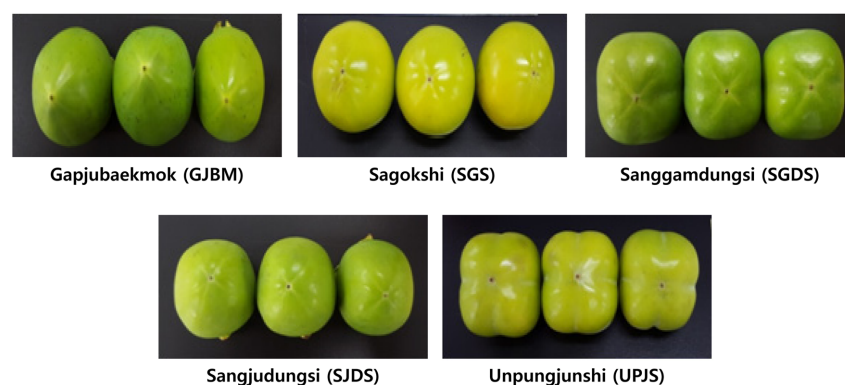 Gapjubaekmok (GJBM)
Sagokshi (SGS)
Sanggamdungsi (SGDS)
Sangjudungsi (SJDS)
Unpungjunshi (UPJS)